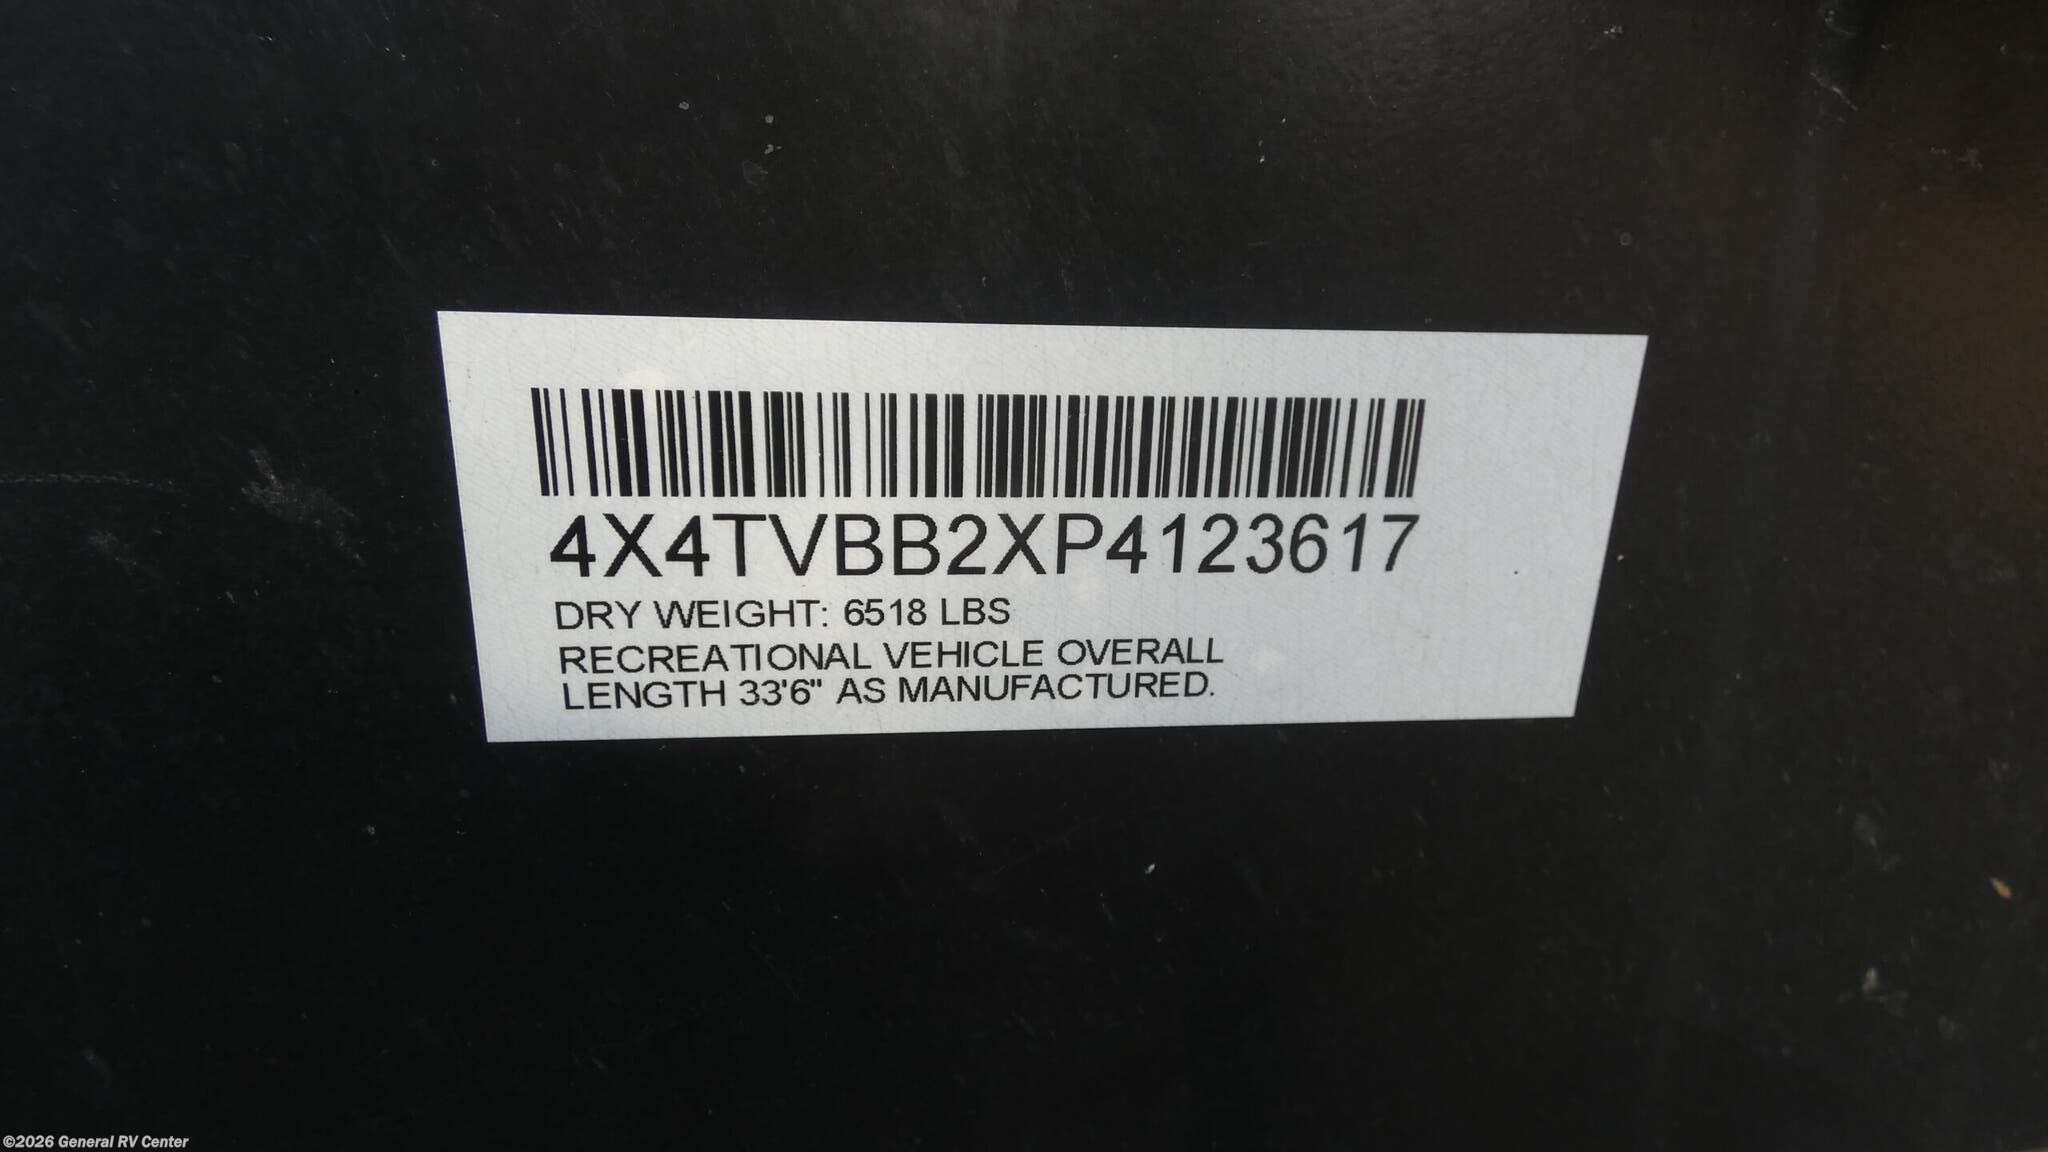 4X4TVBB2XP4123617
DRY WEIGHT: 6518 LBS
RECREATIONAL VEHICLE OVERALL
LENGTH 33'6" AS MANUFACTURED.
©2026 General RV Center